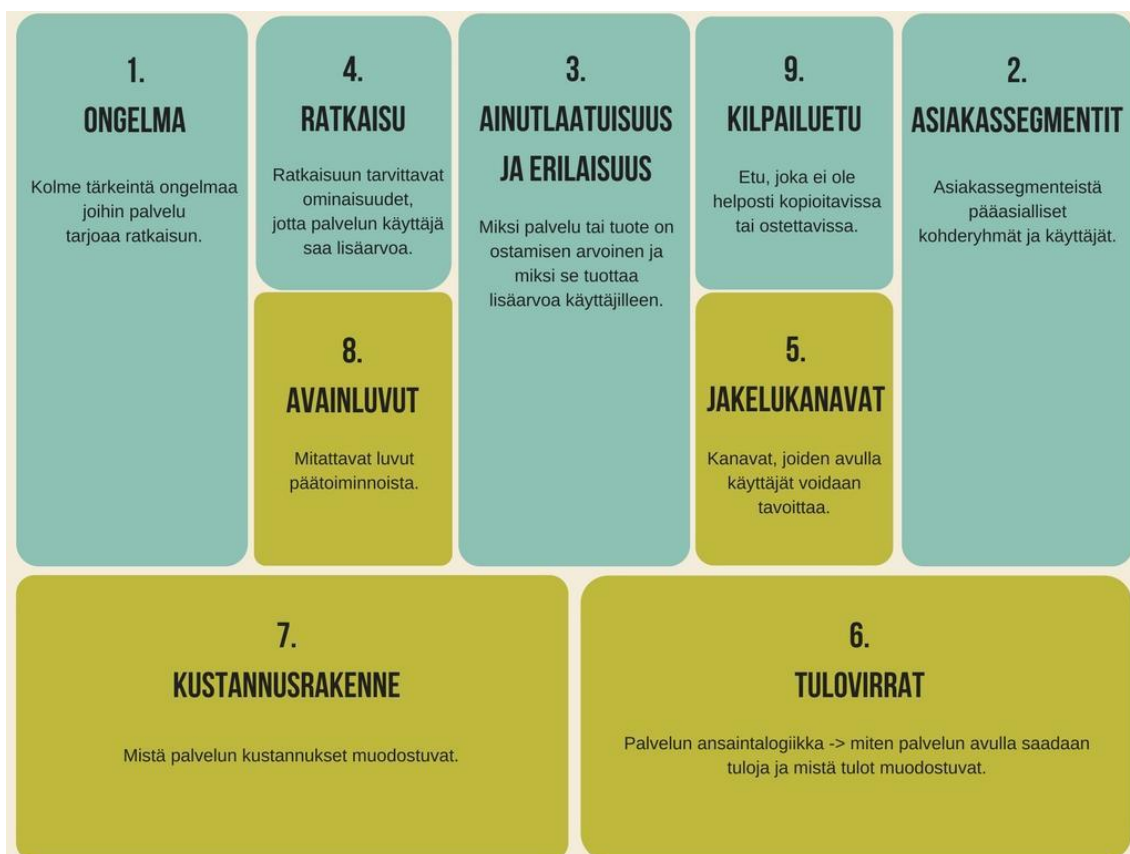 1.
ONGELMA
Kolme tärkeintä ongelmaa
joihin palvelu
tarjoaa ratkaisun.
4.
RATKAISU
Ratkaisuun tarvittavat
ominaisuudet,
jotta palvelun käyttäjä
saa lisäarvoa.
8.
AVAINLUVUT
Mitattavat luvut
päätoiminnoista.
3.
AINUTLAATUISUUS
JA ERILAISUUS
Miksi palvelu tai tuote on
ostamisen arvoinen ja
miksi se tuottaa
lisäarvoa käyttäjilleen.
9.
KILPAILUETU
Etu, joka ei ole
helposti kopioitavissa
tai ostettavissa.
5.
JAKELUKANAVAT
Kanavat, joiden avulla
käyttäjät voidaan
tavoittaa.
2.
ASIAKASSEGMENTIT
Asiakassegmenteistä
pääasialliset
kohderyhmät ja käyttäjät.
7.
KUSTANNUSRAKENNE
Mistä palvelun kustannukset muodostuvat.
6.
TULOVIRRAT
Palvelun ansaintalogiikka -> miten palvelun avulla saadaan
tuloja ja mistä tulot muodostuvat.